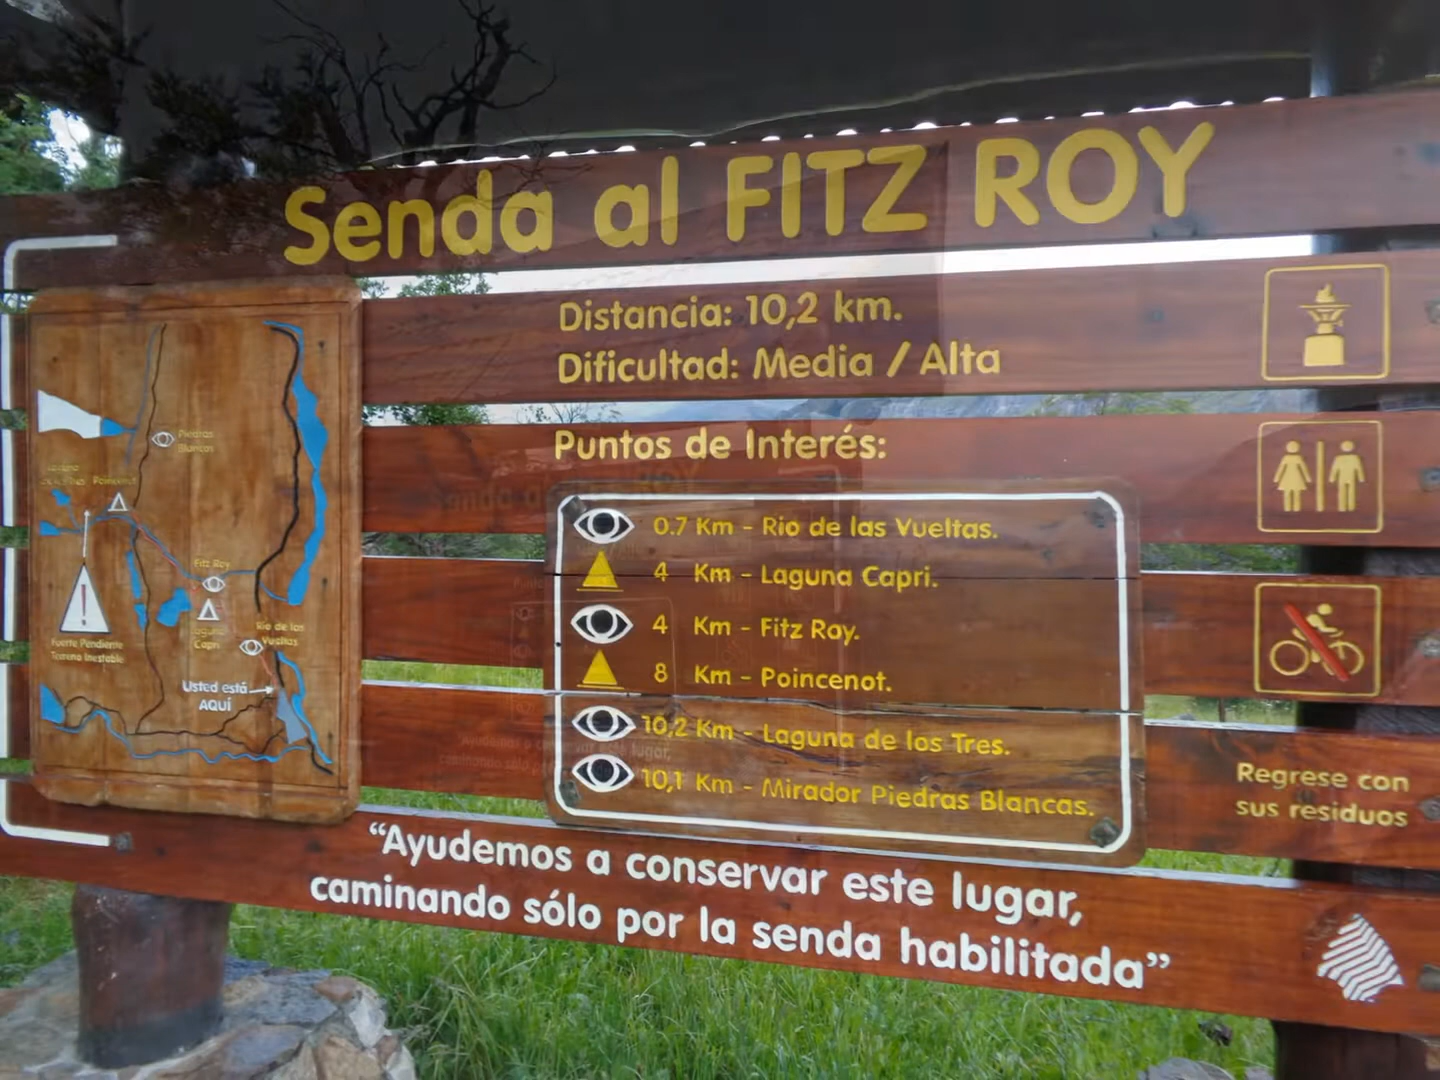 Senda al FITZ ROY
Distancia: 10,2 km.
Dificultad: Media / Alta
Puntos de Interés:
0.7 Km - Rio de las Vueltas.
4 Km - Laguna Capri.
4 Km - Fitz Roy.
8 Km - Poincenot.
10,2 Km - Laguna de los Tres.
10,1 Km - Mirador Piedras Blancas.
Piedras
Blancas
Laguna
Poincenot
Fitz Roy
Laguna
Capri
Rio de las
Vueltas
Fuerte Pendiente
Terreno Inestable
Usted está
AQUÍ
Regrese con
sus residuos
“Ayudemos a conservar este lugar,
caminando sólo por la senda habilitada”